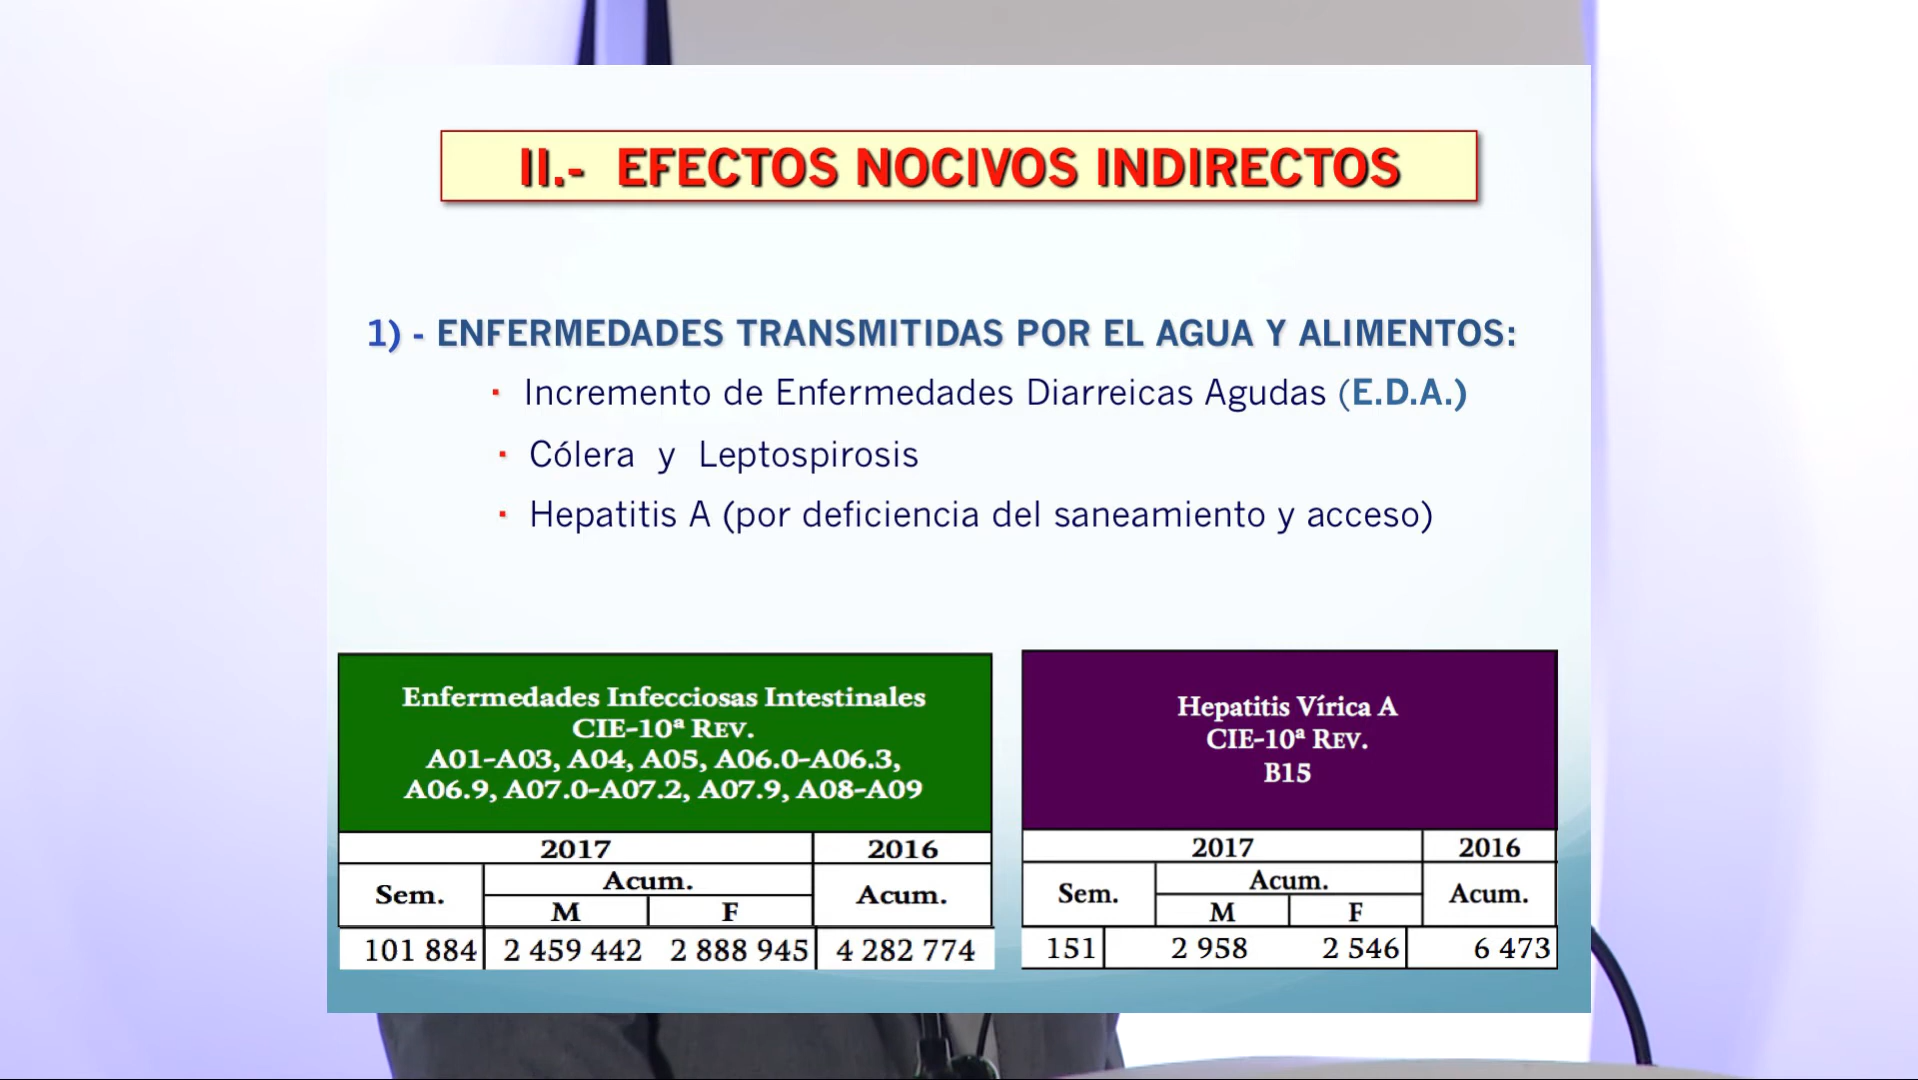 II.- EFECTOS NOCIVOS INDIRECTOS
1) - ENFERMEDADES TRANSMITIDAS POR EL AGUA Y ALIMENTOS:
· Incremento de Enfermedades Diarreicas Agudas (E.D.A.)
· Cólera y Leptospirosis
· Hepatitis A (por deficiencia del saneamiento y acceso)
Enfermedades Infecciosas Intestinales
CIE-10ª REV.
A01-A03, A04, A05, A06.0-A06.3,
A06.9, A07.0-A07.2, A07.9, A08-A09
2017 2016
Sem. Acum. Acum.
M F
101 884 2 459 442 2 888 945 4 282 774
Hepatitis Vírica A
CIE-10ª REV.
B15
2017 2016
Sem. Acum. Acum.
M F
151 2 958 2 546 6 473